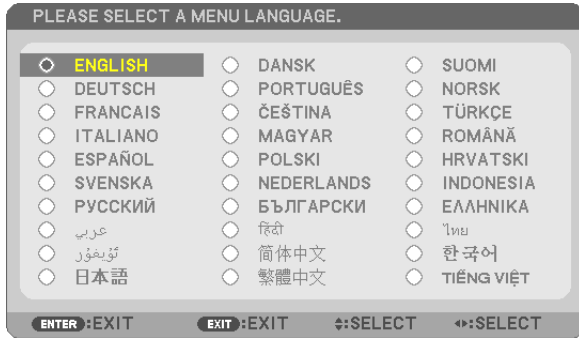 PLEASE SELECT A MENU LANGUAGE.
ENGLISH DANSK SUOMI
DEUTSCH PORTUGUÊS NORSK
FRANCAIS ČEŠTINA TÜRKÇE
ITALIANO MAGYAR ROMÂNĂ
ESPAÑOL POLSKI HRVATSKI
SVENSKA NEDERLANDS INDONESIA
РУССКИЙ БЪЛГАРСКИ ΕΛΛΗΝΙΚΑ
عربي हिंदी ไทย
ئۇيغۇر 简体中文 한국어
日本語 繁體中文 TIẾNG VIỆT
ENTER:EXIT EXIT:EXIT :SELECT :SELECT